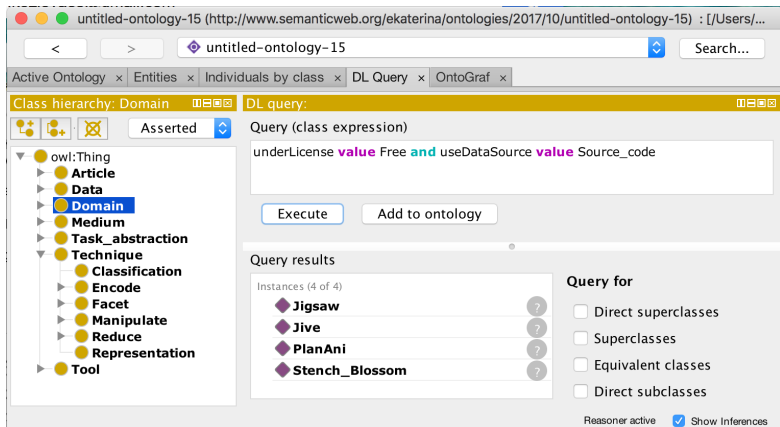 untitled-ontology-15 (http://www.semanticweb.org/ekaterina/ontologies/2017/10/untitled-ontology-15) : [/Users/...
< > untitled-ontology-15 Search...
Active Ontology × Entities × Individuals by class × DL Query × OntoGraf ×
Class hierarchy: Domain
Asserted
owl:Thing
Article
Data
Domain
Medium
Task_abstraction
Technique
Classification
Encode
Facet
Manipulate
Reduce
Representation
Tool
DL query:
Query (class expression)
underLicense value Free and useDataSource value Source_code
Execute Add to ontology
Query results
Instances (4 of 4)
Jigsaw ?
Jive ?
PlanAni ?
Stench_Blossom ?
Query for
Direct superclasses
Superclasses
Equivalent classes
Direct subclasses
Reasoner active Show Inferences